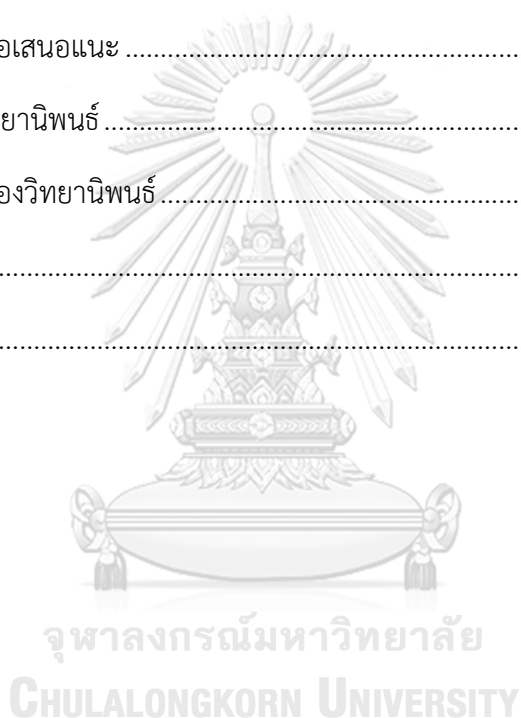 อเสนอแนะ ................................................................
ยานิพนธ์ ................................................................
องวิทยานิพนธ์ ................................................................
................................................................
................................................................
จุฬาลงกรณ์มหาวิทยาลัย
CHULALONGKORN UNIVERSITY